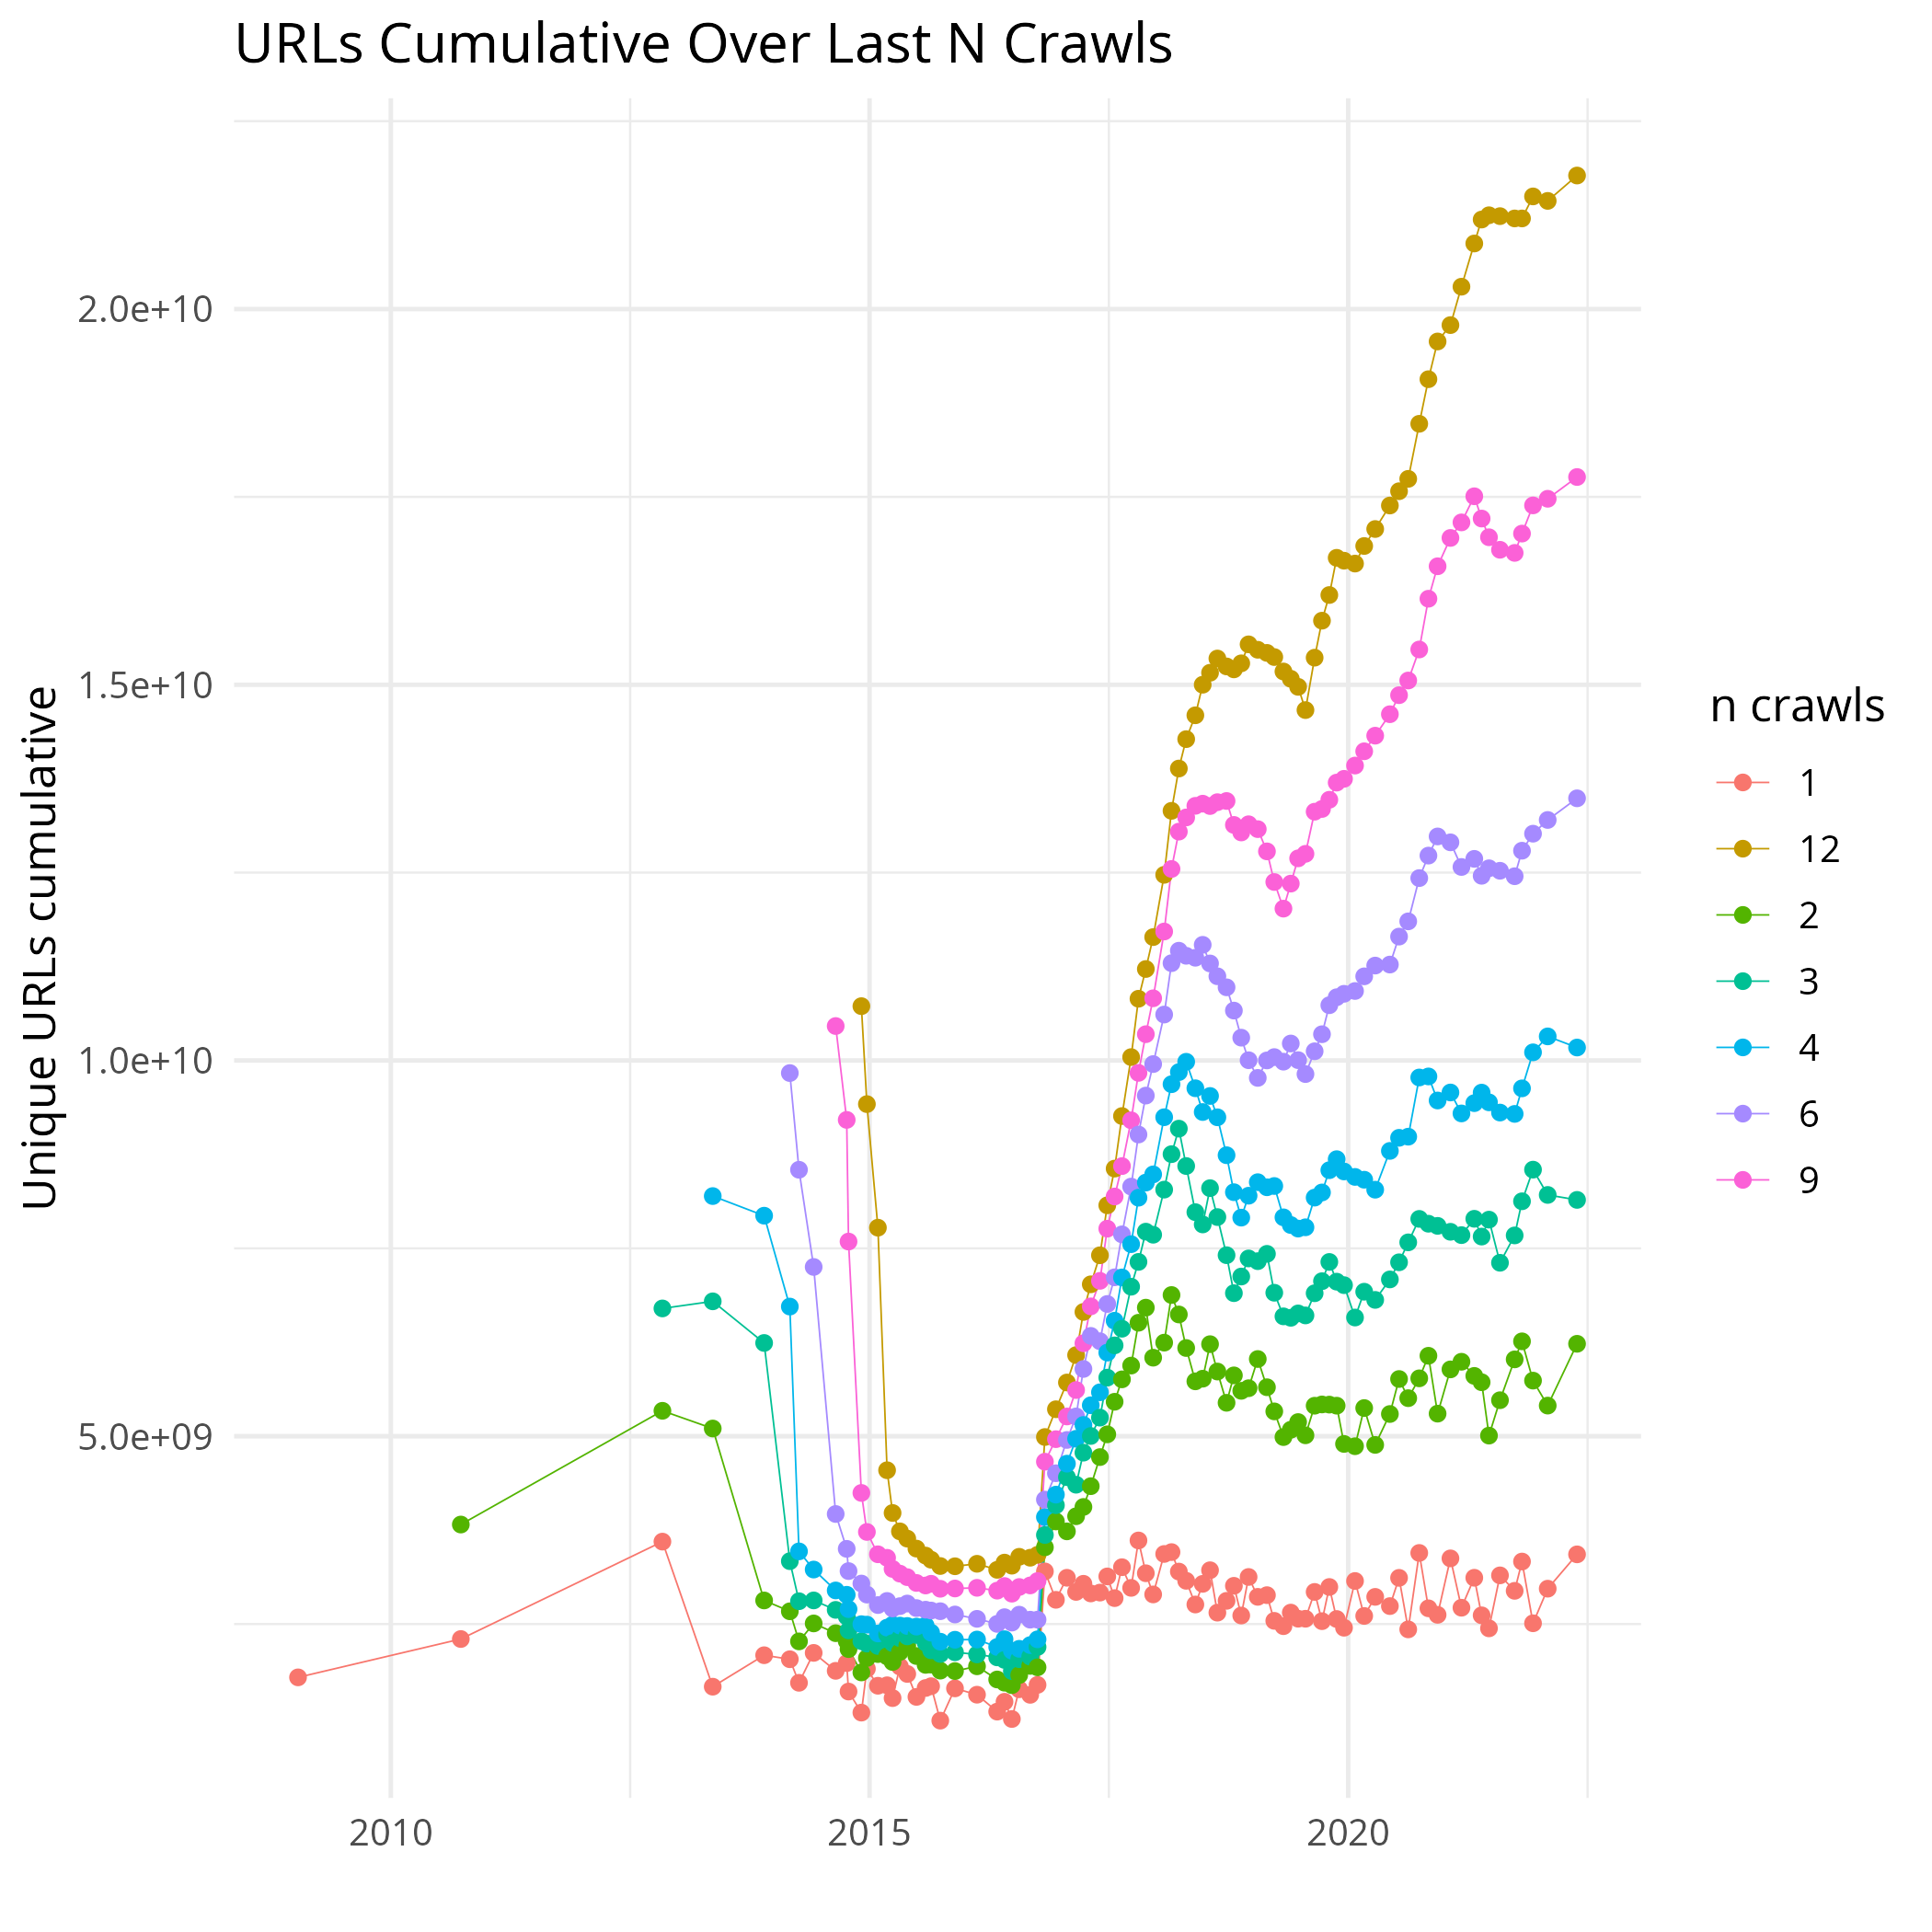 URLs Cumulative Over Last N Crawls
Unique URLs cumulative
2.0e+10
1.5e+10
1.0e+10
5.0e+09
2010
2015
2020
n crawls
1
12
2
3
4
6
9